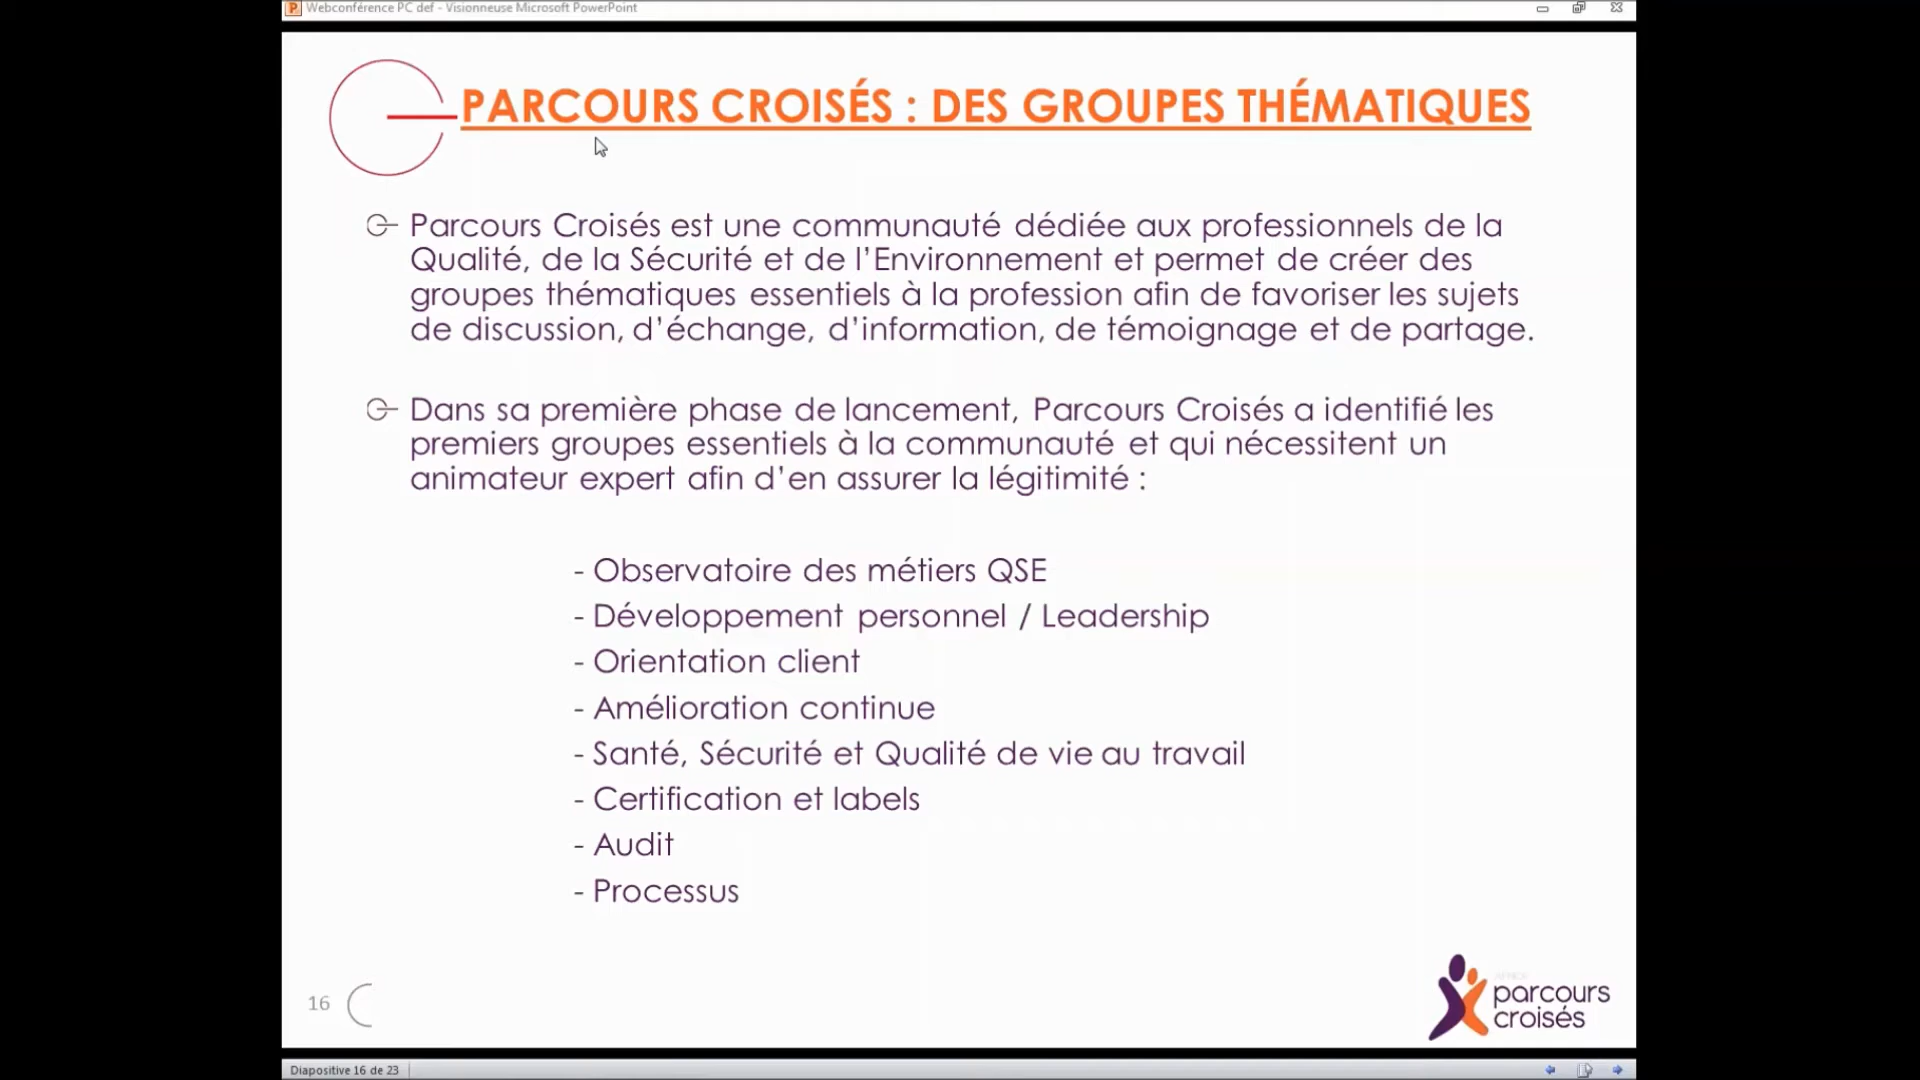 Webconférence PC def - Visionneuse Microsoft PowerPoint
PARCOURS CROISÉS : DES GROUPES THÉMATIQUES
Parcours Croisés est une communauté dédiée aux professionnels de la
Qualité, de la Sécurité et de l’Environnement et permet de créer des
groupes thématiques essentiels à la profession afin de favoriser les sujets
de discussion, d’échange, d’information, de témoignage et de partage.
Dans sa première phase de lancement, Parcours Croisés a identifié les
premiers groupes essentiels à la communauté et qui nécessitent un
animateur expert afin d’en assurer la légitimité :
- Observatoire des métiers QSE
- Développement personnel / Leadership
- Orientation client
- Amélioration continue
- Santé, Sécurité et Qualité de vie au travail
- Certification et labels
- Audit
- Processus
16
parcours
croisés
Diapositive 16 de 23